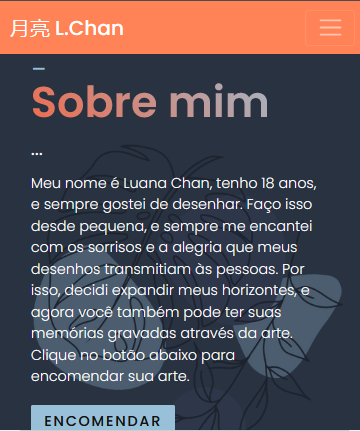 月亮 L.Chan
Sobre mim
...
Meu nome é Luana Chan, tenho 18 anos,
e sempre gostei de desenhar. Faço isso
desde pequena, e sempre me encantei
com os sorrisos e a alegria que meus
desenhos transmitiam às pessoas. Por
isso, decidi expandir meus horizontes, e
agora você também pode ter suas
memórias gravadas através da arte.
Clique no botão abaixo para
encomendar sua arte.
ENCOMENDAR